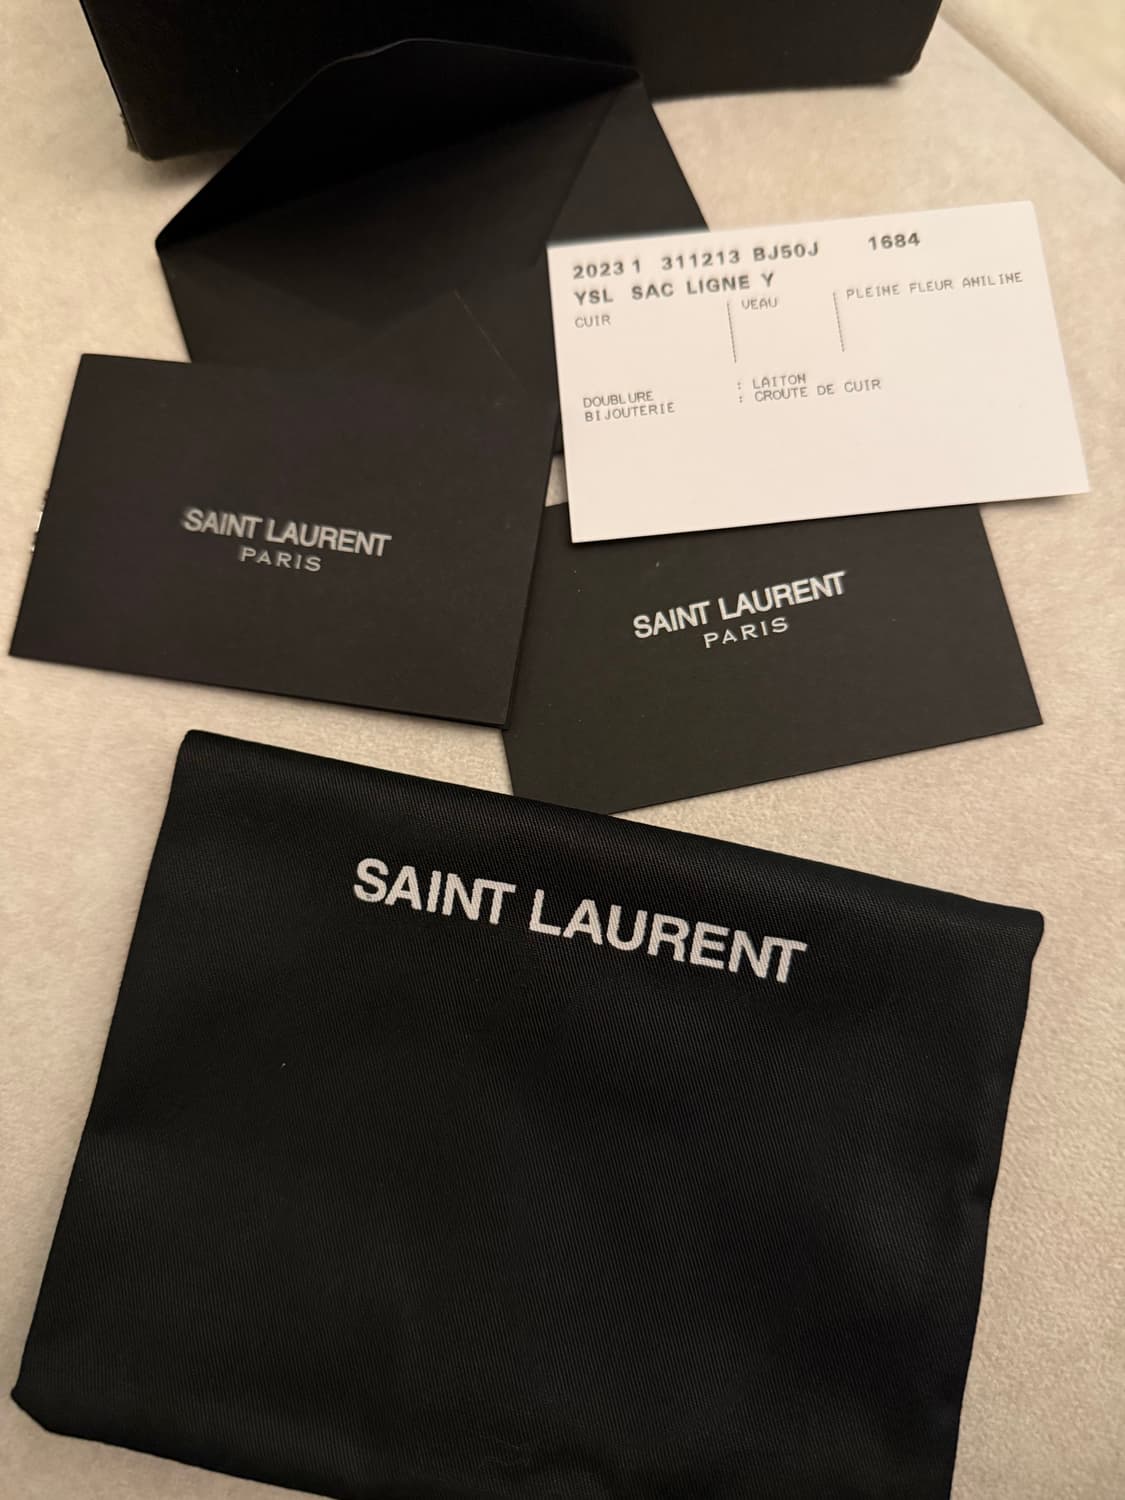 2023 1 311213 BJ50J 1684
YSL SAC LIGNE Y
CUIR VEAU PLEINE FLEUR ANILINE
DOUBLURE : LAITON
BIJOUTERIE : CROUTE DE CUIR
SAINT LAURENT
PARIS
SAINT LAURENT
PARIS
SAINT LAURENT